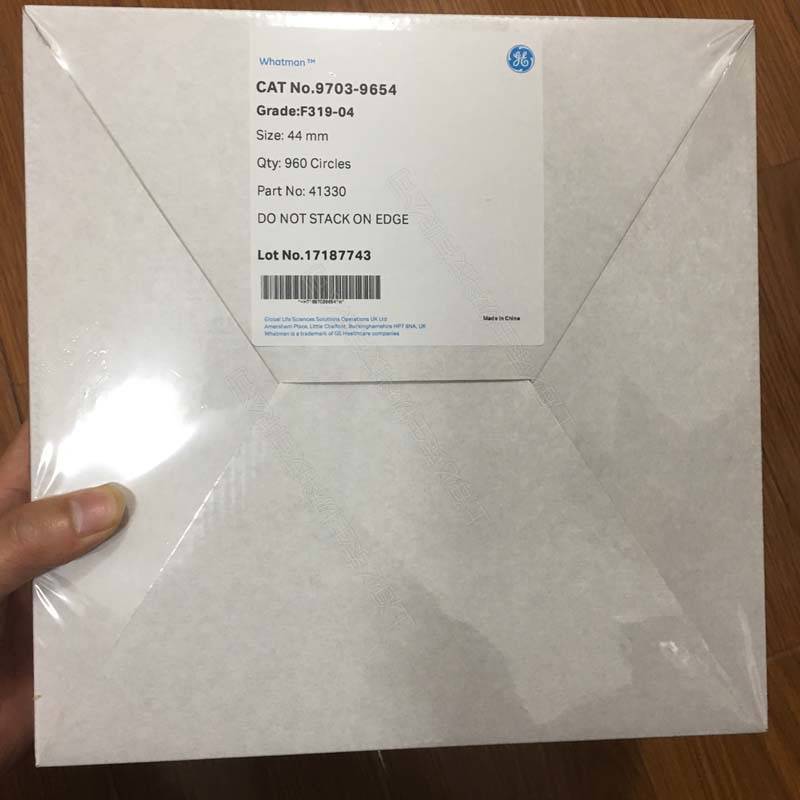 Whatman™
GE
CAT No.9703-9654
Grade:F319-04
Size: 44 mm
Qty: 960 Circles
Part No: 41330
DO NOT STACK ON EDGE
Lot No.17187743
Global Life Sciences Solutions Operations UK Ltd
Amersham Place, Little Chalfont, Buckinghamshire HP7 9NA, UK
Whatman is a trademark of GE Healthcare companies
Made in China